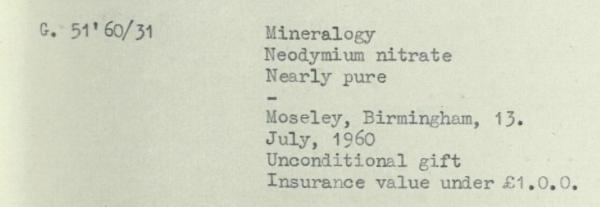 G. 51'60/31 Mineralogy
Neodymium nitrate
Nearly pure
-
Moseley, Birmingham, 13.
July, 1960
Unconditional gift
Insurance value under £1.0.0.